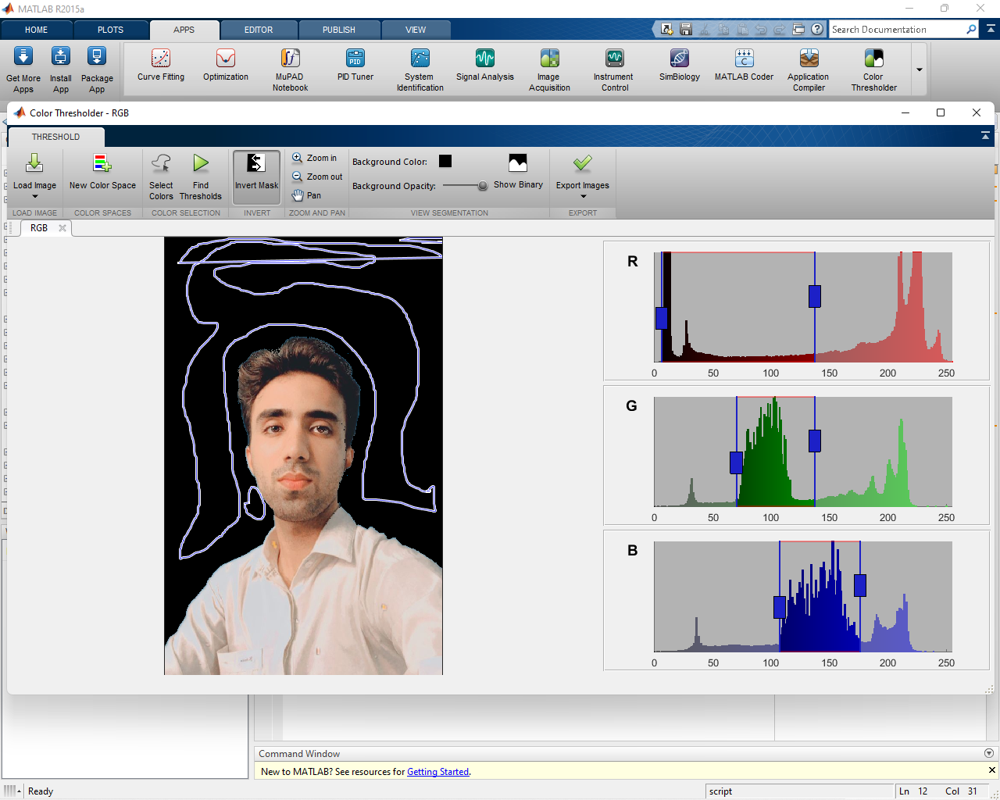 MATLAB R2015a
HOME PLOTS APPS EDITOR PUBLISH VIEW
Search Documentation
Get More Apps
Install App
Package App
Curve Fitting
Optimization
MuPAD Notebook
PID
PID Tuner
System Identification
Signal Analysis
Image Acquisition
Instrument Control
SimBiology
MATLAB Coder
Application Compiler
Color Thresholder
Color Thresholder - RGB
THRESHOLD
Load Image
New Color Space
Select Colors
Find Thresholds
Invert Mask
Zoom in
Zoom out
Pan
Background Color:
Background Opacity:
Show Binary
Export Images
LOAD IMAGE COLOR SPACES COLOR SELECTION INVERT ZOOM AND PAN VIEW SEGMENTATION EXPORT
RGB
R
0 50 100 150 200 250
G
0 50 100 150 200 250
B
0 50 100 150 200 250
Command Window
New to MATLAB? See resources for Getting Started.
Ready
script
Ln 12 Col 31